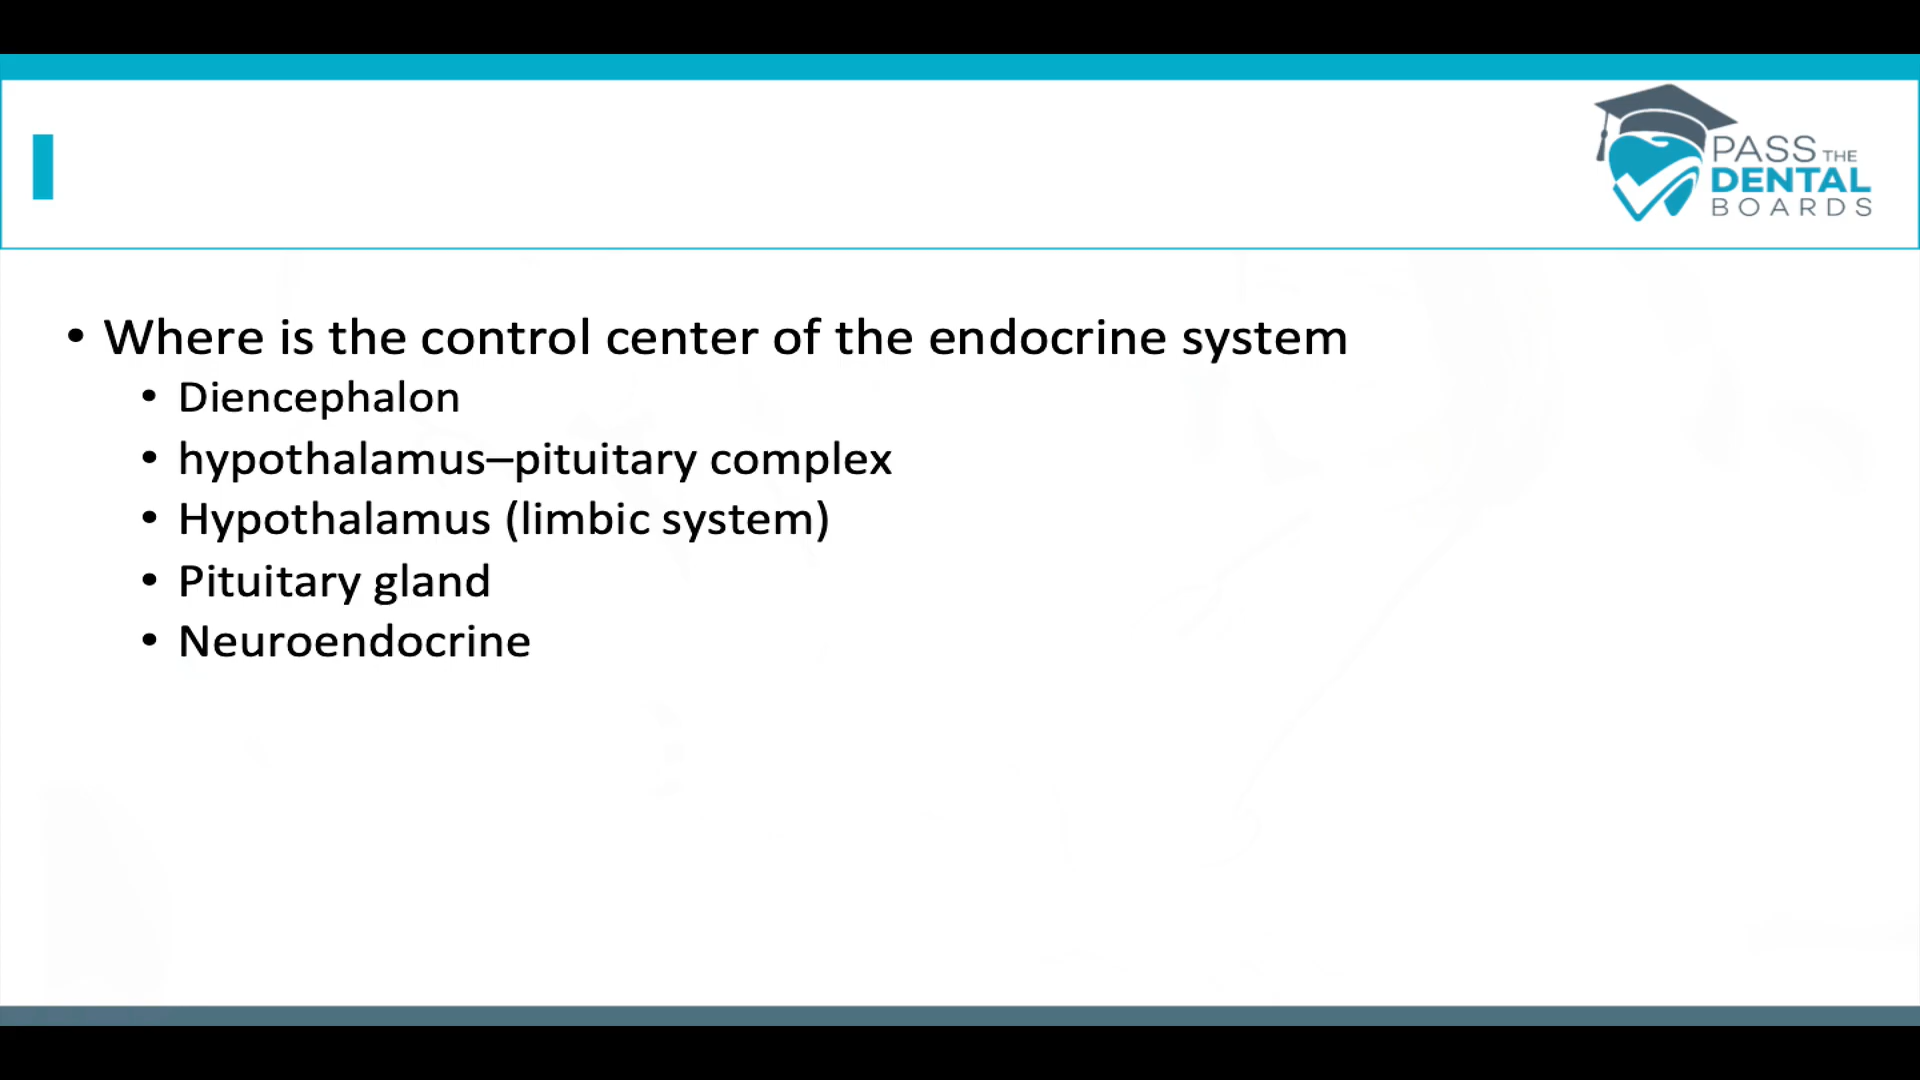 PASS THE
DENTAL
BOARDS
• Where is the control center of the endocrine system
• Diencephalon
• hypothalamus–pituitary complex
• Hypothalamus (limbic system)
• Pituitary gland
• Neuroendocrine